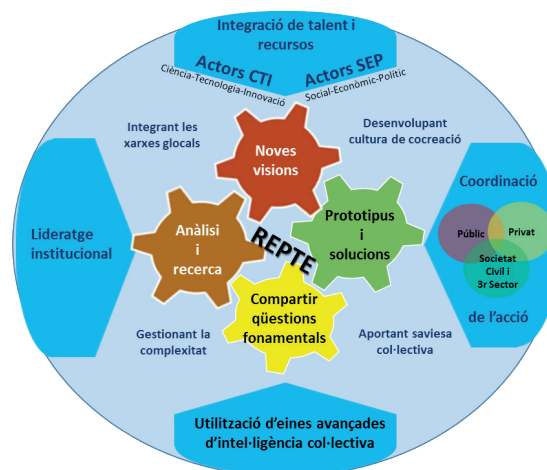 Integració de talent i
recursos
Actors CTI
Ciència-Tecnologia-Innovació
Actors SEP
Social-Econòmic-Polític
Integrant les
xarxes glocals
Desenvolupant
cultura de cocreació
Noves
visions
Lideratge
institucional
Anàlisi
i
recerca
REPTE
Prototipus
i
solucions
Coordinació
Públic
Privat
Societat
Civil i
3r Sector
de l'acció
Compartir
qüestions
fonamentals
Gestionant la
complexitat
Aportant saviesa
col·lectiva
Utilització d'eines avançades
d'intel·ligència col·lectiva